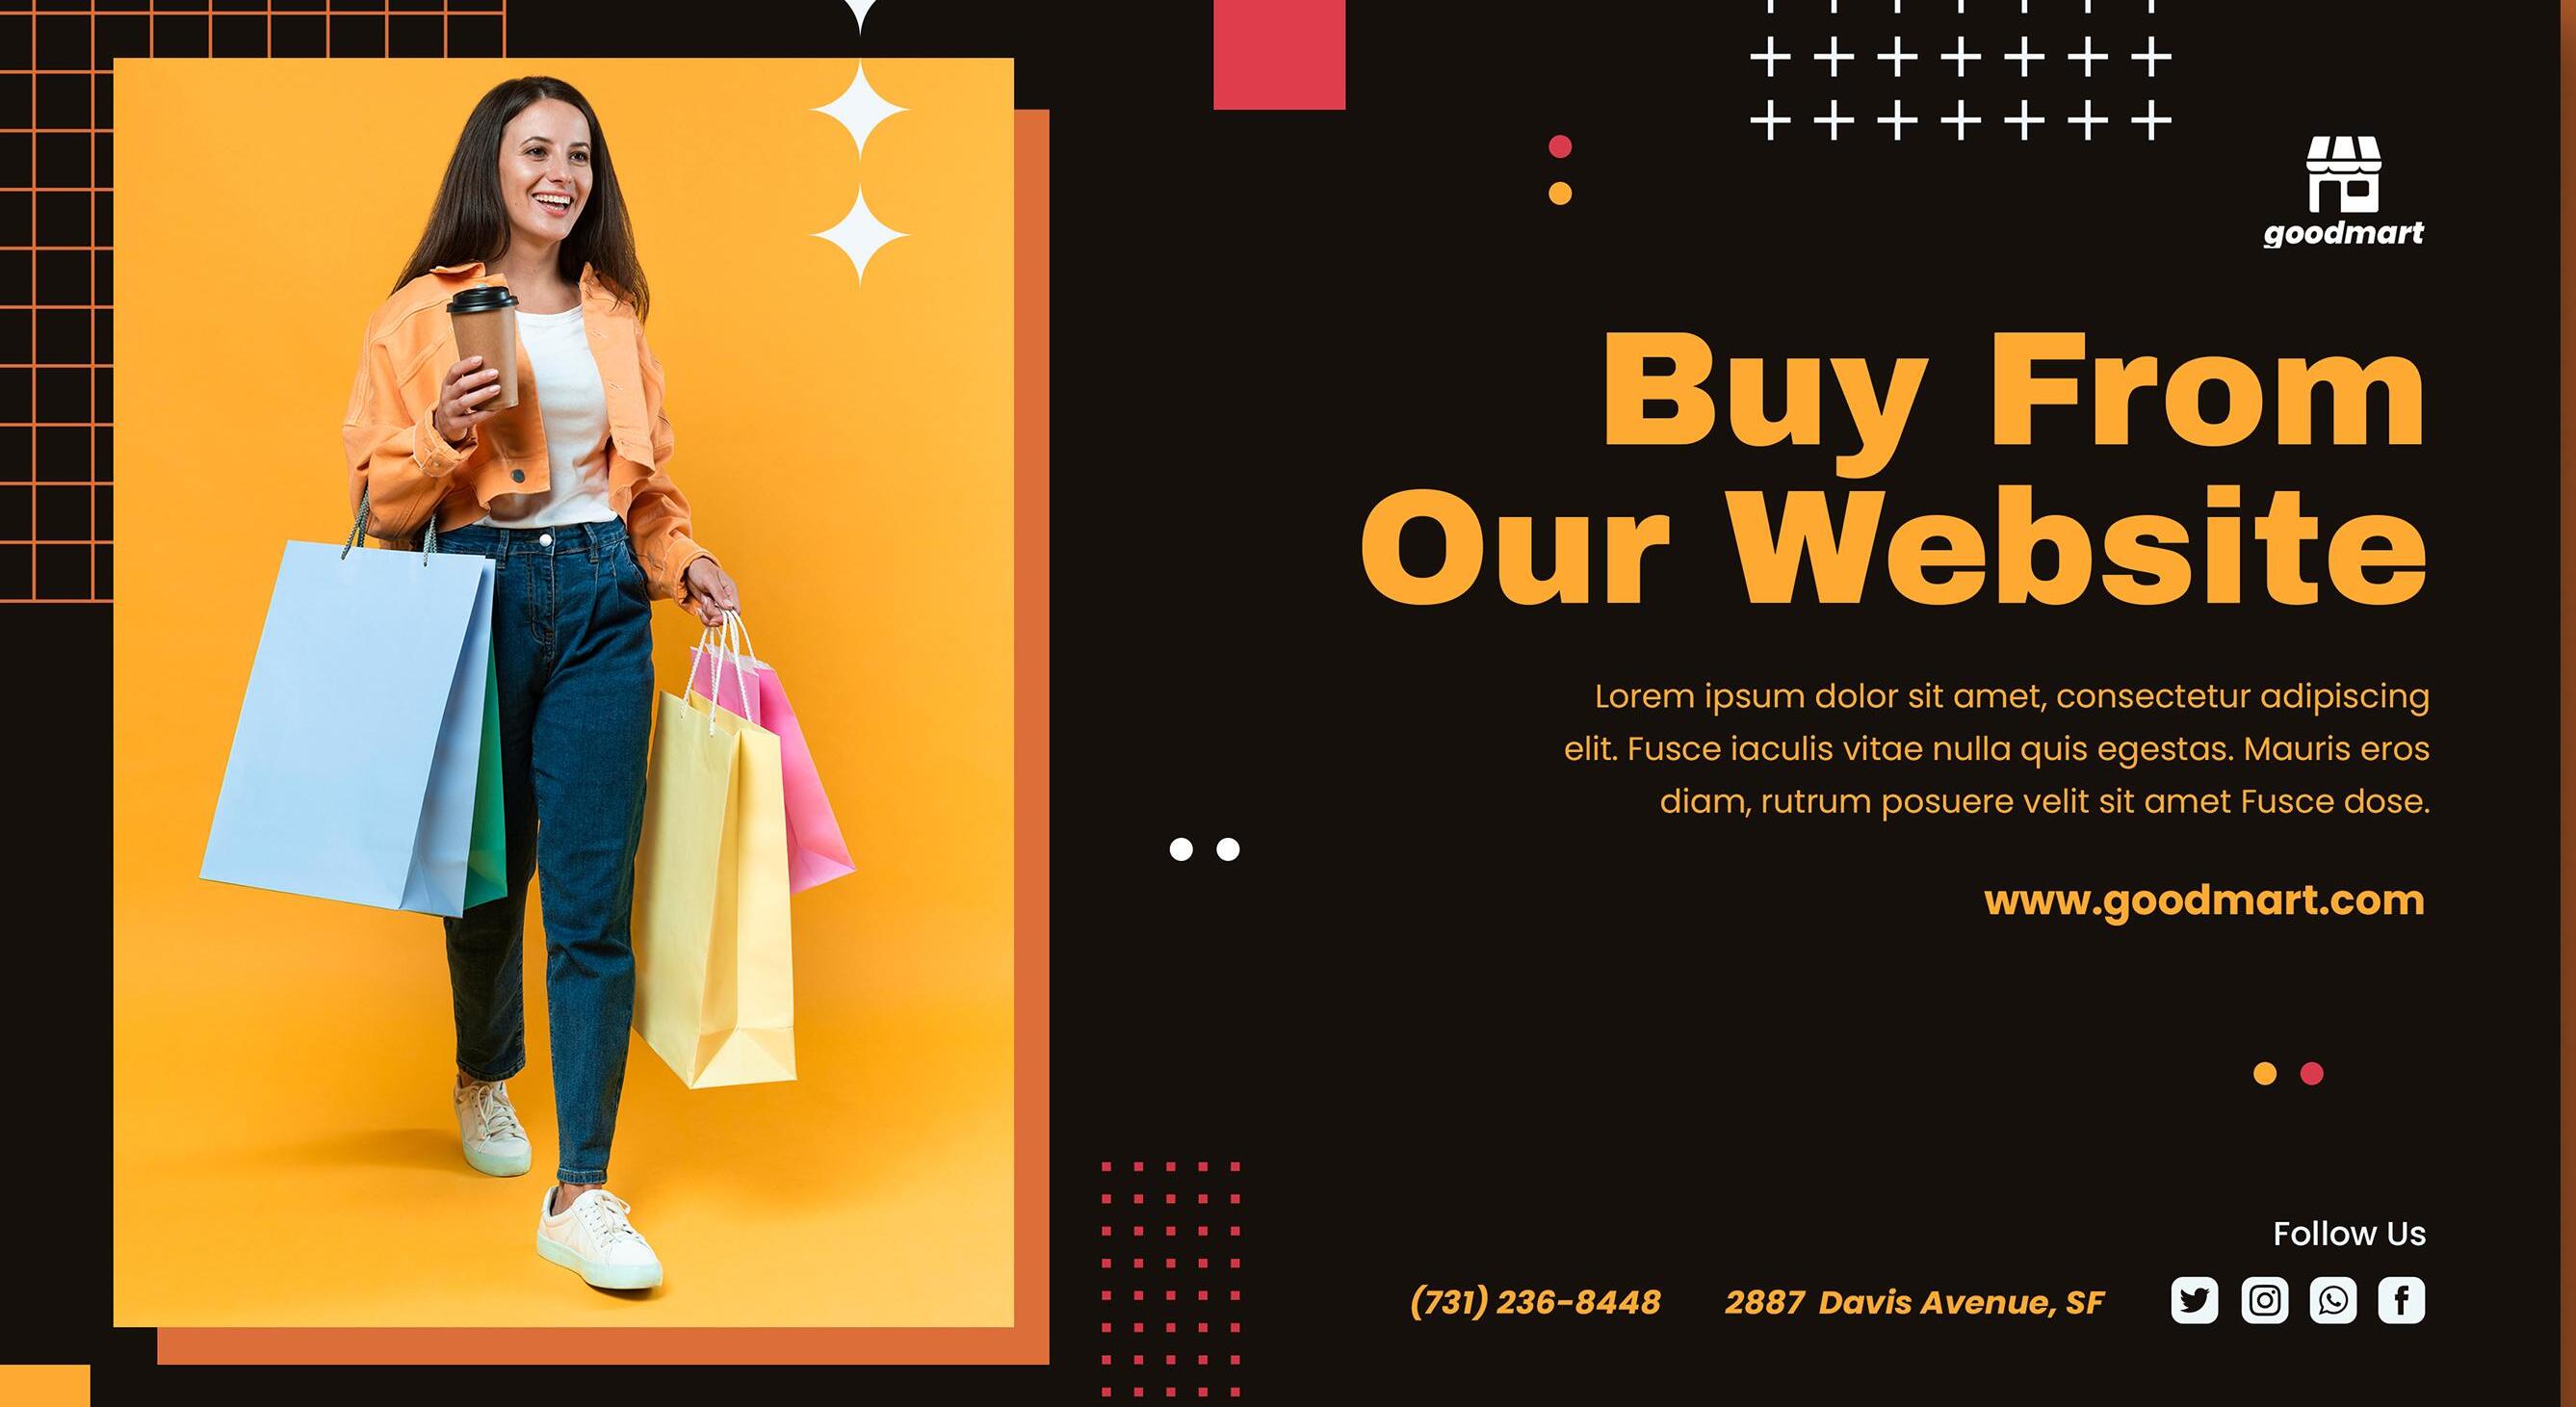 goodmart
Buy From
Our Website
Lorem ipsum dolor sit amet, consectetur adipiscing
elit. Fusce iaculis vitae nulla quis egestas. Mauris eros
diam, rutrum posuere velit sit amet Fusce dose.
www.goodmart.com
Follow Us
(731) 236-8448 2887 Davis Avenue, SF